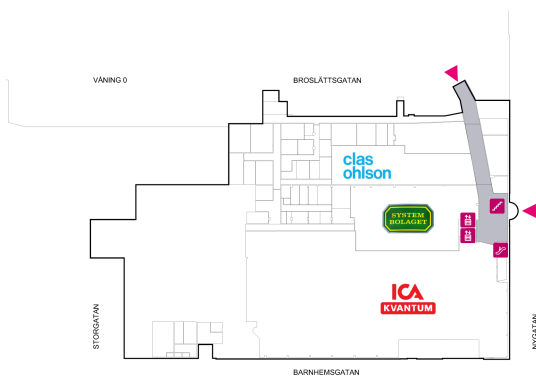 VÅNING 0
BROSLÄTTSGATAN
clas
ohlson
SYSTEM
BOLAGET
ICA
KVANTUM
STORGATAN
NYGATAN
BARNHEMSGATAN